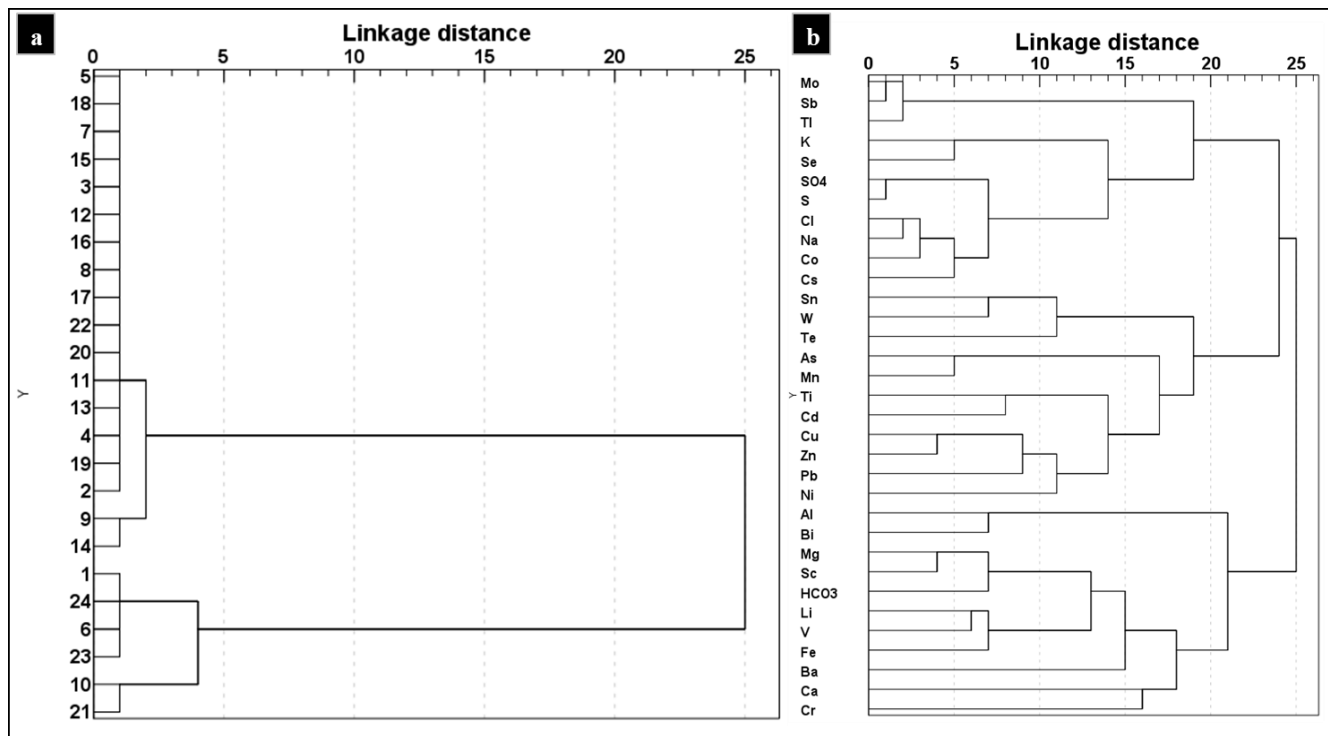 a
Linkage distance
0 5 10 15 20 25
5
18
7
15
3
12
16
8
17
22
20
11
13
4
19
2
9
14
1
24
6
23
10
21
Y
b
Linkage distance
0 5 10 15 20 25
Mo
Sb
Tl
K
Se
SO4
S
Cl
Na
Co
Cs
Sn
W
Te
As
Mn
Ti
Cd
Cu
Zn
Pb
Ni
Al
Bi
Mg
Sc
HCO3
Li
V
Fe
Ba
Ca
Cr
Y